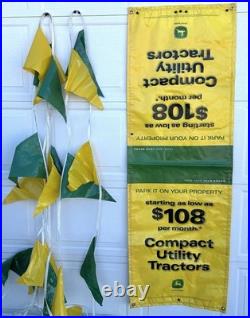 Compact
Utility
Tractors
$108
per month.*
starting as low as
PARK IT ON YOUR PROPERTY
PARK IT ON YOUR PROPERTY
starting as low as
$108
per month.*
Compact
Utility
Tractors